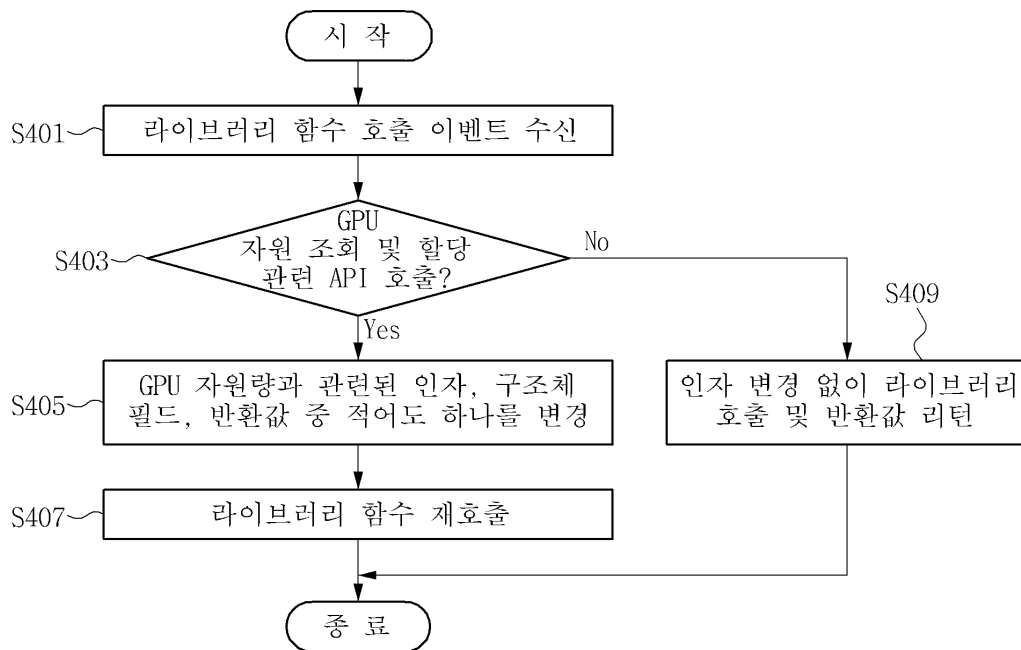 시 작
S401
라이브러리 함수 호출 이벤트 수신
S403
GPU
자원 조회 및 할당
관련 API 호출?
No
Yes
S409
S405
GPU 자원량과 관련된 인자, 구조체
필드, 반환값 중 적어도 하나를 변경
인자 변경 없이 라이브러리
호출 및 반환값 리턴
S407
라이브러리 함수 재호출
종 료